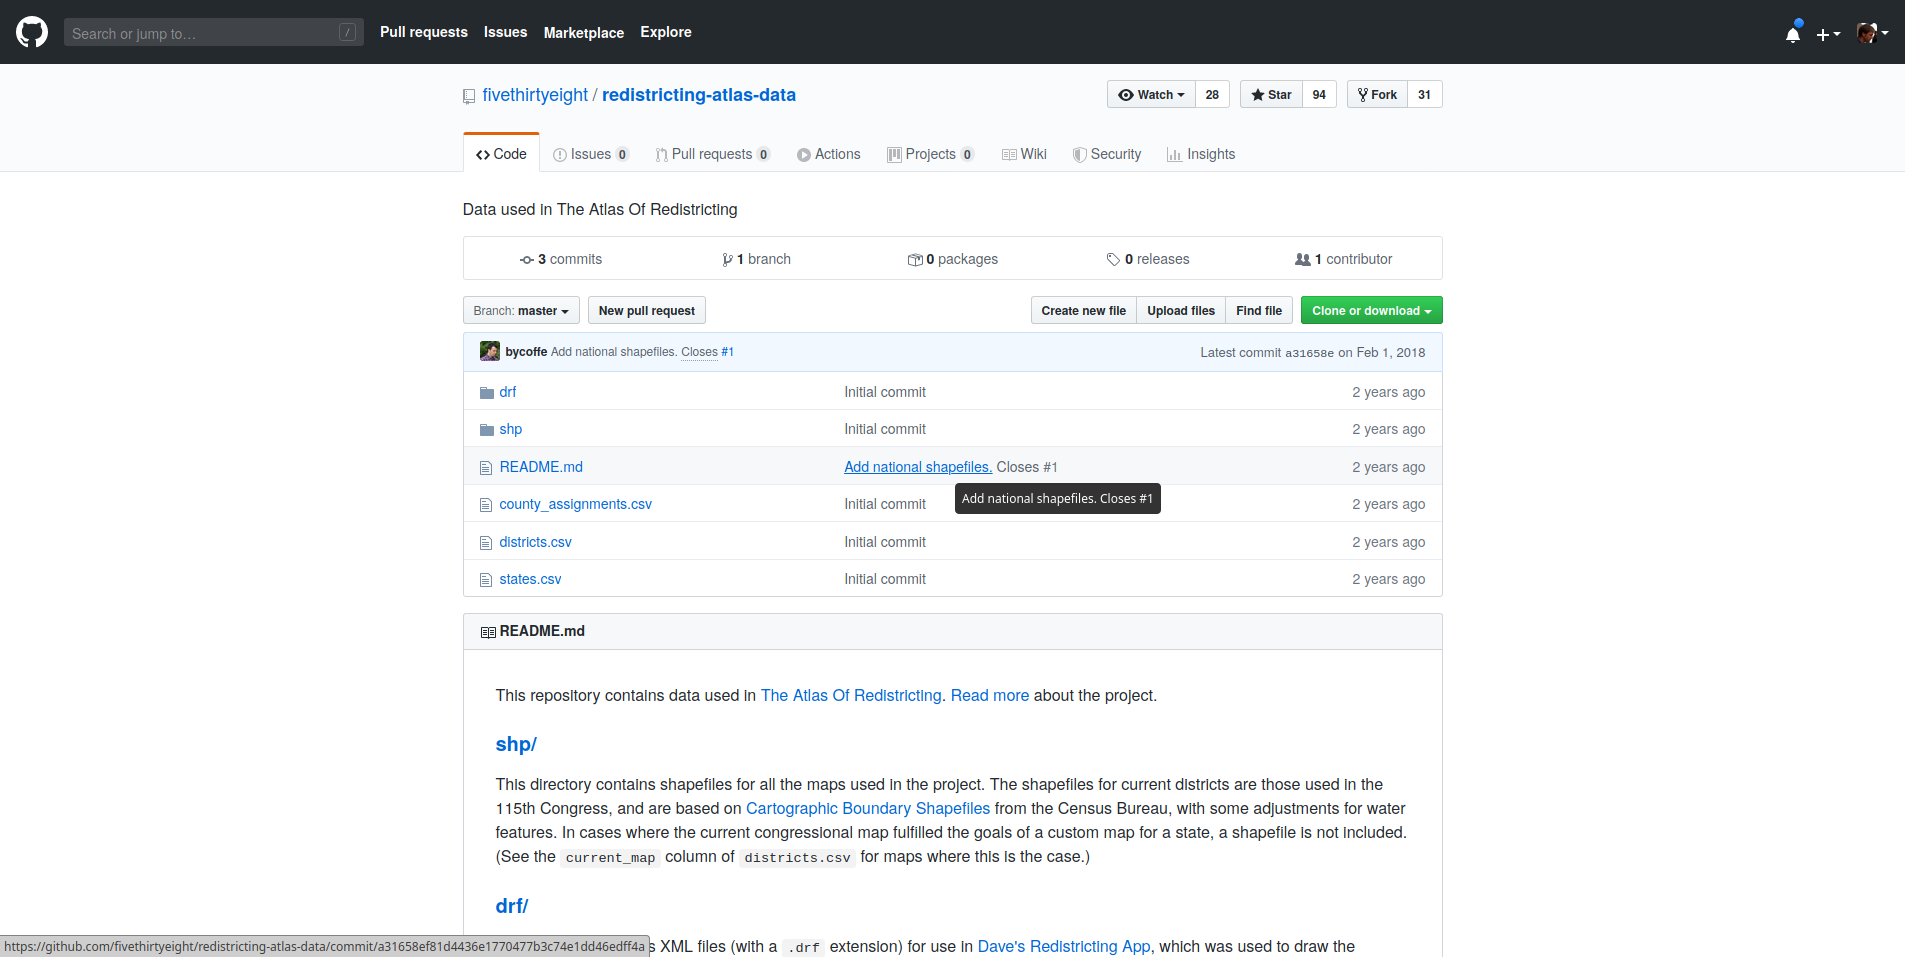 Search or jump to… /
Pull requests Issues Marketplace Explore
fivethirtyeight / redistricting-atlas-data
Watch 28 Star 94 Fork 31
Code Issues 0 Pull requests 0 Actions Projects 0 Wiki Security Insights
Data used in The Atlas Of Redistricting
3 commits 1 branch 0 packages 0 releases 1 contributor
Branch: master New pull request Create new file Upload files Find file Clone or download
bycoffe Add national shapefiles. Closes #1 Latest commit a31658e on Feb 1, 2018
drf Initial commit 2 years ago
shp Initial commit 2 years ago
README.md Add national shapefiles. Closes #1 2 years ago
Add national shapefiles. Closes #1
county_assignments.csv Initial commit 2 years ago
districts.csv Initial commit 2 years ago
states.csv Initial commit 2 years ago
README.md
This repository contains data used in The Atlas Of Redistricting. Read more about the project.
shp/
This directory contains shapefiles for all the maps used in the project. The shapefiles for current districts are those used in the
115th Congress, and are based on Cartographic Boundary Shapefiles from the Census Bureau, with some adjustments for water
features. In cases where the current congressional map fulfilled the goals of a custom map for a state, a shapefile is not included.
(See the current_map column of districts.csv for maps where this is the case.)
drf/
s XML files (with a .drf extension) for use in Dave's Redistricting App, which was used to draw the
https://github.com/fivethirtyeight/redistricting-atlas-data/commit/a31658ef81d4436e1770477b3c74e1dd46edff4a